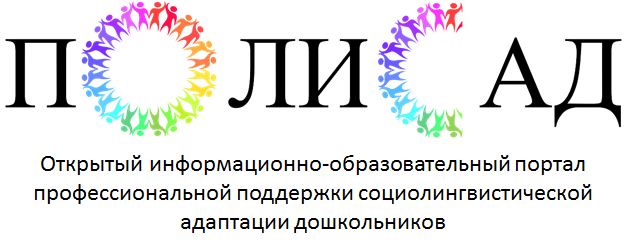 ПОЛИСАД
Открытый информационно-образовательный портал
профессиональной поддержки социолингвистической
адаптации дошкольников